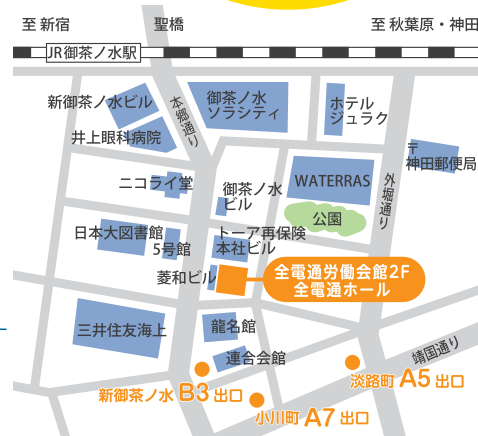 至 新宿
聖橋
至 秋葉原・神田
JR御茶ノ水駅
新御茶ノ水ビル
本郷通り
御茶ノ水
ソラシティ
ホテル
ジュラク
井上眼科病院
〒
神田郵便局
ニコライ堂
WATERRAS
外堀通り
御茶ノ水
ビル
公園
日本大図書館
5号館
トーア再保険
本社ビル
菱和ビル
全電通労働会館2F
全電通ホール
三井住友海上
龍名館
連合会館
靖国通り
新御茶ノ水 B3 出口
淡路町 A5 出口
小川町 A7 出口